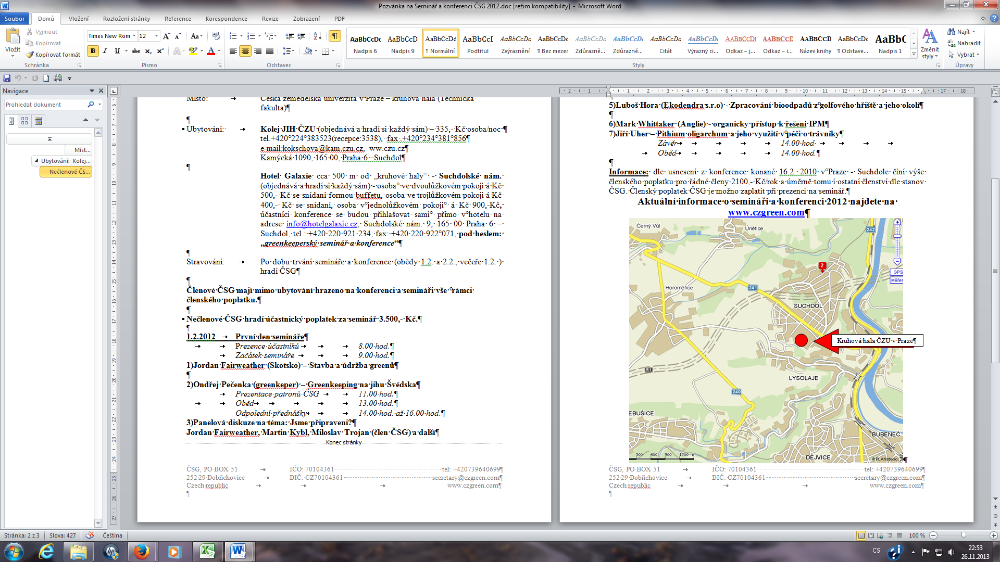 Pozvánka na Seminář a konferenci ČSG 2012.doc [režim kompatibility] - Microsoft Word
Soubor Domů Vložení Rozložení stránky Reference Korespondence Revize Zobrazení PDF
Vložit
Vyjmout
Kopírovat
Kopírovat formát
Schránka
Times New Rom 12
Písmo
Odstavec
AaBbCcDc AaBbCcD AaBbCcDd AaBbCcI AaBbCcDc AaBbCcDc AaBbCcDc AaBbCcDc AaBbCcDc AaBbCcDc AABBCCDI AABBCCD AABBCCD AaBbCcDc AaBbC
Nadpis 6 Nadpis 9 ¶ Normální Podtitul Zvýraznění ¶ Bez mezer Zdůrazně... Zdůrazně... Citát Výrazný ci... Odkaz – j... Odkaz – i... Název knihy ¶ Odstave... Nadpis 1
Změnit styly
Styly
Najít
Nahradit
Vybrat
Úpravy
Navigace
Prohledat dokument
Míst...
Ubytování: Kolej...
Nečlenové ČS...
Místo: Česká zemědělská univerzita v Praze – kruhová hala (Technická
fakulta)¶
Ubytování: Kolej JIH ČZU (objednává a hradí si každý sám) – 335,- Kč osoba/noc ¶
tel.+420°224°383523(recepce:3538), fax .+420°234°381°856¶
e-mail:kokschova@kam.czu.cz, ww.czu.cz¶
Kamýcká 1090, 165 00, Praha 6 – Suchdol¶
Hotel Galaxie cca 500 m od „kruhové haly“ - Suchdolské nám.
(objednává a hradí si každý sám) - osoba° ve dvoulůžkovém pokoji á Kč
500,- Kč se snídaní formou buffetu, osoba ve trojlůžkovém pokoji á Kč
400,- Kč se snídaní, osoba v°jednolůžkovém pokoji° á Kč 900,-Kč,
účastníci konference se budou přihlašovat sami° přímo v°hotelu na
adrese info@hotelgalaxie.cz, Suchdolské nám. 9, 165 00 Praha 6 –
Suchdol, tel.: +420 220 921 234, fax: +420 220 922°071, pod heslem:
„greenkeeperský seminář a konference“¶
Stravování: Po dobu trvání semináře a konference (obědy 1.2. a 2.2., večeře 1.2. )
hradí ČSG¶
Členové ČSG mají mimo ubytování hrazeno na konferenci a semináři vše °rámci
členského poplatku.¶
Nečlenové ČSG hradí účastnický poplatek za seminář 3.500,- Kč.¶
1.2.2012 První den semináře¶
Prezence účastníků 8.00 hod.¶
Začátek semináře 9.00 hod.¶
1)Jordan Fairweather (Skotsko) – Stavba a údržba greenů¶
2)Ondřej Pečenka (greenkeper) – Greenkeeping na jihu Švédska¶
Prezentace patronů ČSG 11.00 hod.¶
Oběd 13.00 hod.¶
Odpolední přednášky 14.00 hod. až 16.00 hod.¶
3)Panelová diskuze na téma: Jsme připraveni?¶
Jordan Fairweather, Martin Kybl, Miloslav Trojan (člen ČSG) a další¶
Konec stránky
ČSG, PO BOX 51 IČO: 70104361 tel: +420739640699¶
252 29 Dobřichovice DIČ: CZ70104361 secretary@czgreen.com¶
Czech republic www.czgreen.com¶
5)Luboš Hora (Ekodendra s.r.o) - Zpracování bioodpadů z°golfového hřiště a jeho okolí¶
6)Mark Whittaker (Anglie) - organicky přístup k řešeni IPM¶
7)Jiří Uher – Pithium oligarchum a jeho využití v°péči o trávníky¶
Závěr 14.00 hod
Oběd 14.00 hod.¶
Informace: dle usnesení z konference konané 16.2. 2010 v°Praze - Suchdole činí výše
členského poplatku pro řádné členy 2100,- Kč/rok a úměrně tomu i ostatní členství dle stanov
ČSG. Členský poplatek ČSG je možno zaplatit při prezenci na seminář.¶
Aktuální informace o semináři a konferenci 2012 najdete na
www.czgreen.com¶
Černý Vůl
Únětice
242
2
GPS
Měřen
Horoměřice
241
SUCHDOL
Kruhová hala ČZU v Praze¶
R1
LYSOLAJE
240
EBUŠICE
BUBENEČ
DEJVICE
300 600 900 1200 m
© PLANstudio, 2
ČSG, PO BOX 51 IČO: 70104361 tel: +420739640699¶
252 29 Dobřichovice DIČ: CZ70104361 secretary@czgreen.com¶
Czech republic www.czgreen.com¶
Stránka: 2 z 3 Slova: 427 Čeština
100 %
CS
22:53
26.11.2013